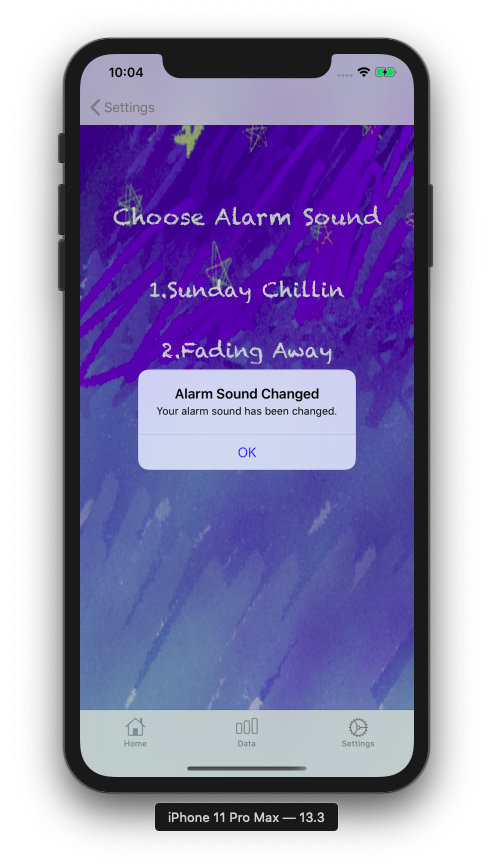 10:04
Settings
Choose Alarm Sound
1.Sunday Chillin
2.Fading Away
Alarm Sound Changed
Your alarm sound has been changed.
OK
Home Data Settings
iPhone 11 Pro Max — 13.3